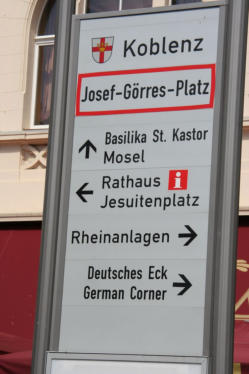 Koblenz
Josef-Görres-Platz
Basilika St. Kastor
Mosel
Rathaus i
Jesuitenplatz
Rheinanlagen
Deutsches Eck
German Corner